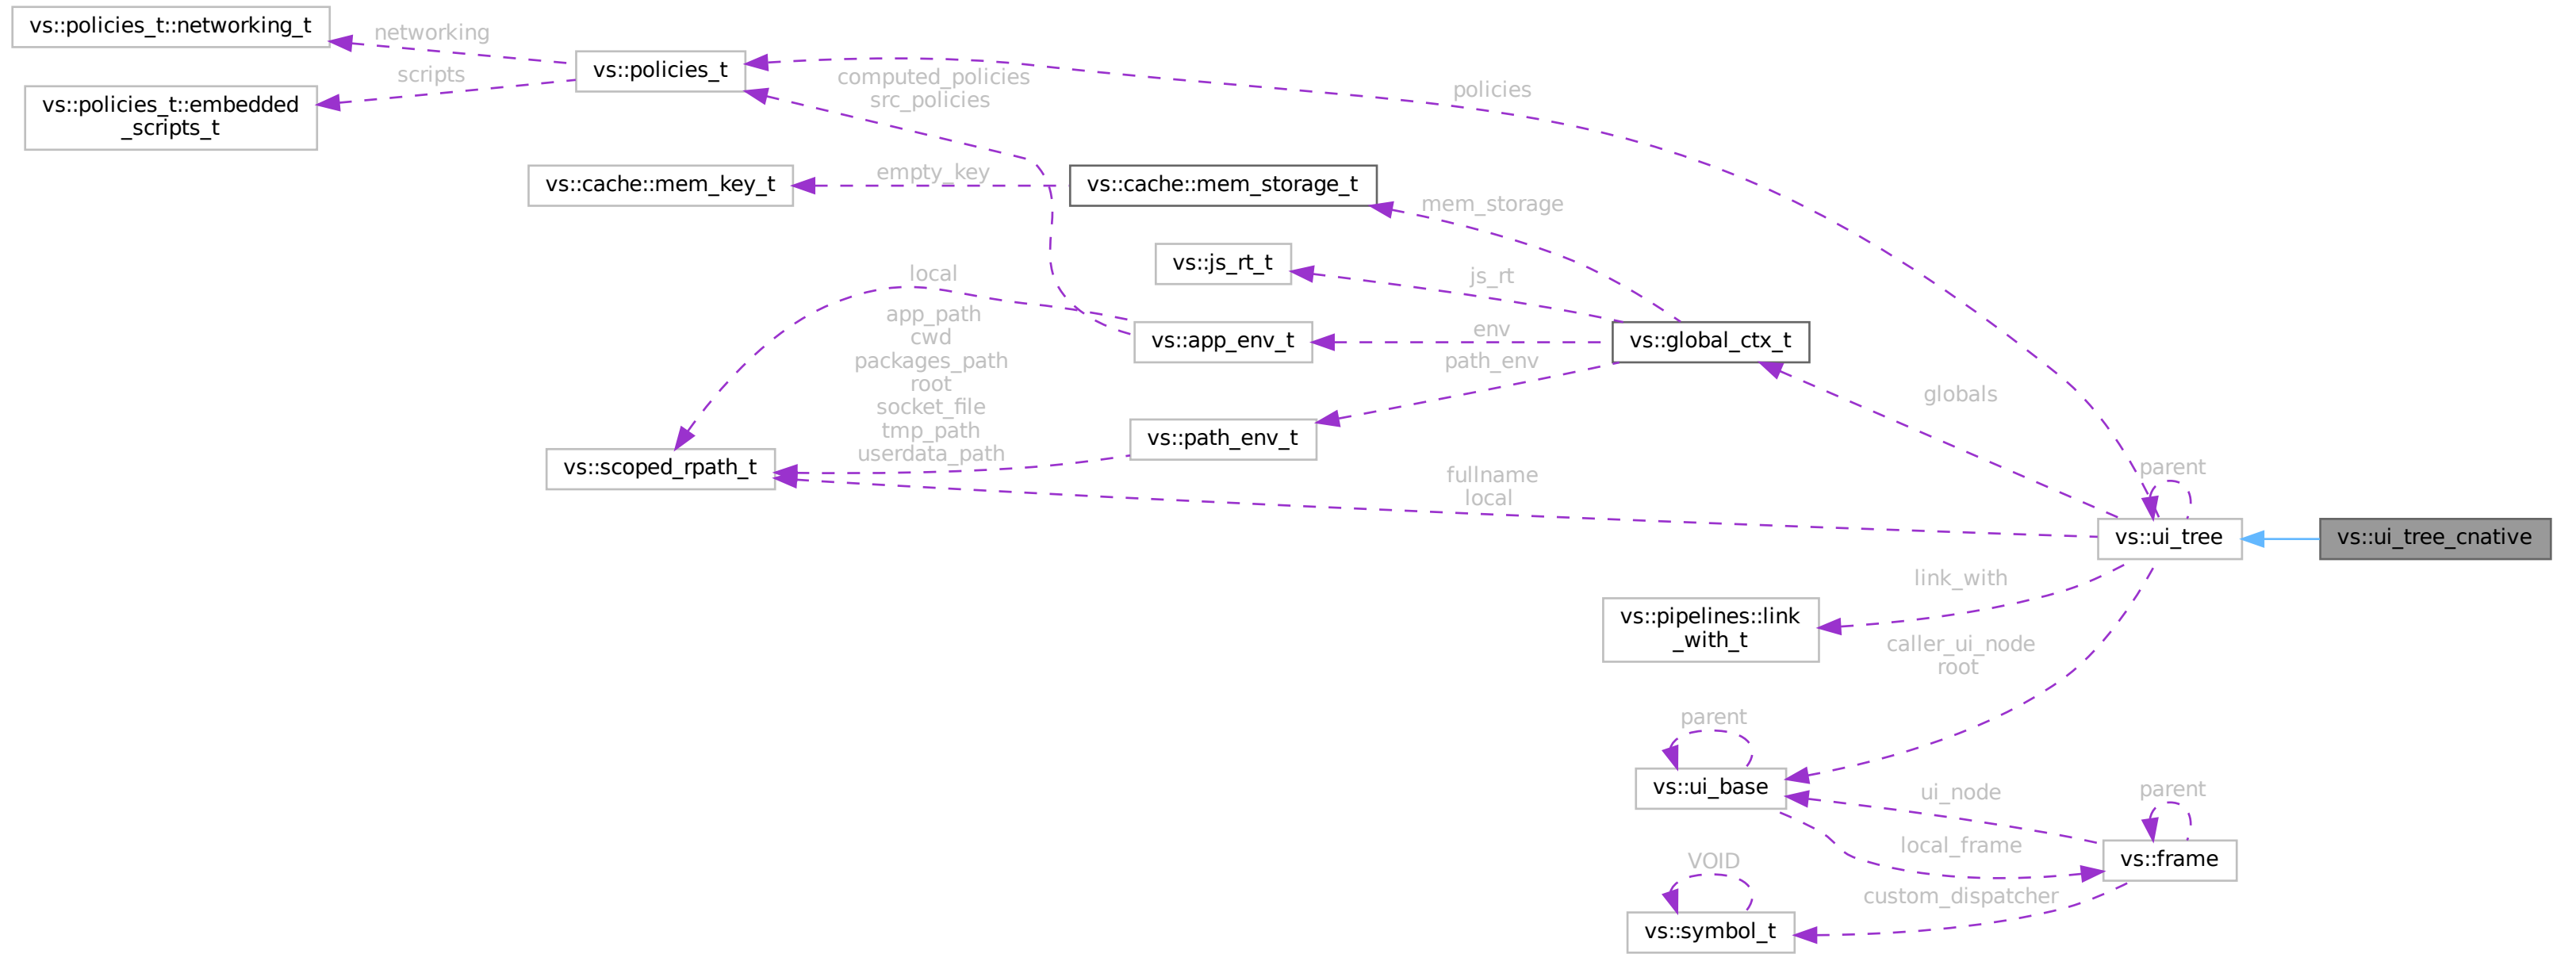 vs::policies_t::networking_t
networking
vs::policies_t
scripts
vs::policies_t::embedded
_scripts_t
computed_policies
src_policies
policies
vs::cache::mem_key_t
empty_key
vs::cache::mem_storage_t
mem_storage
vs::js_rt_t
js_rt
local
app_path
cwd
packages_path
root
socket_file
tmp_path
userdata_path
vs::app_env_t
env
vs::global_ctx_t
path_env
globals
vs::path_env_t
vs::scoped_rpath_t
fullname
local
parent
vs::ui_tree
vs::ui_tree_cnative
link_with
vs::pipelines::link
_with_t
caller_ui_node
root
parent
vs::ui_base
ui_node
parent
local_frame
vs::frame
VOID
custom_dispatcher
vs::symbol_t